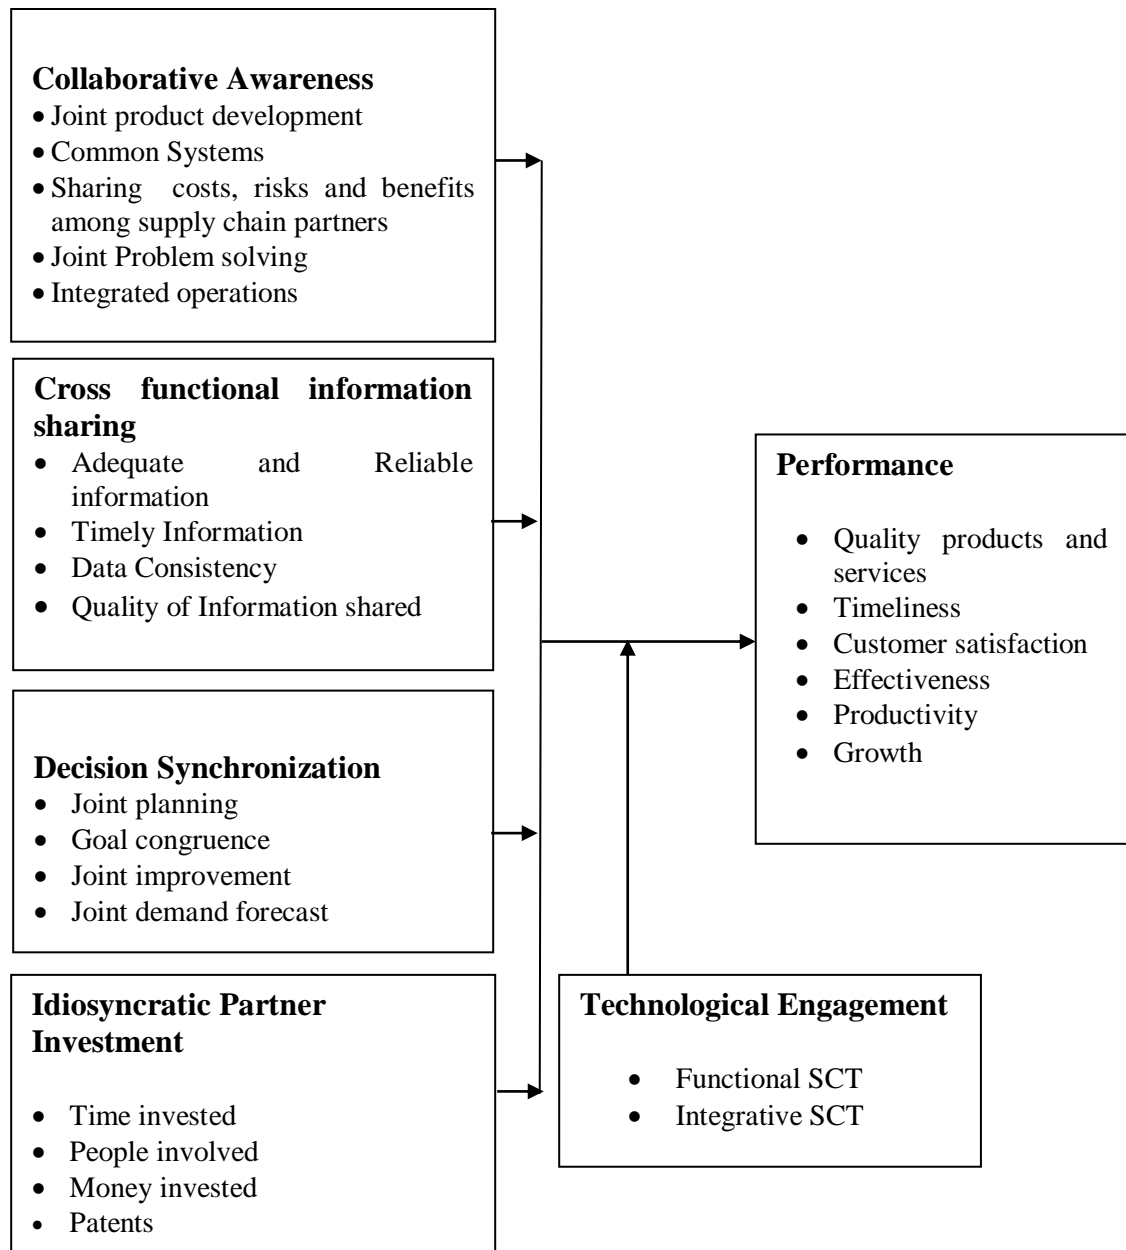 Collaborative Awareness
• Joint product development
• Common Systems
• Sharing costs, risks and benefits
among supply chain partners
• Joint Problem solving
• Integrated operations
Cross functional information
sharing
• Adequate and Reliable
information
• Timely Information
• Data Consistency
• Quality of Information shared
Decision Synchronization
• Joint planning
• Goal congruence
• Joint improvement
• Joint demand forecast
Idiosyncratic Partner
Investment
• Time invested
• People involved
• Money invested
• Patents
Technological Engagement
• Functional SCT
• Integrative SCT
Performance
• Quality products and
services
• Timeliness
• Customer satisfaction
• Effectiveness
• Productivity
• Growth